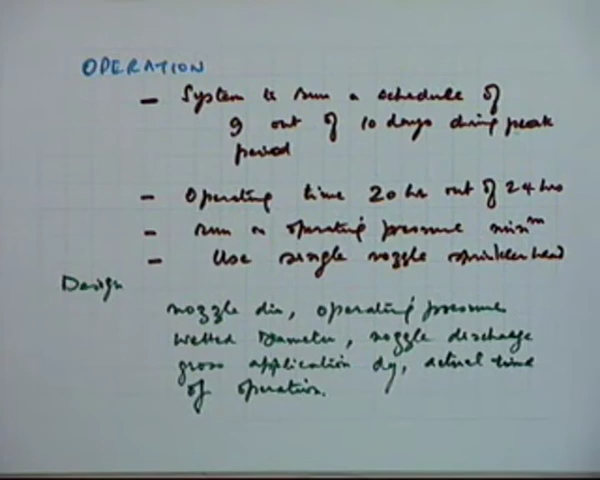 OPERATION
- System to run a schedule of
9 out of 10 days during peak
period
- Operating time 20 hr out of 24 hrs
- run on operating pressure minᵐ
- Use single nozzle sprinkler head
Design
nozzle dia, operating pressure
wetted Diameter, nozzle discharge
gross application dg, actual time
of operation.